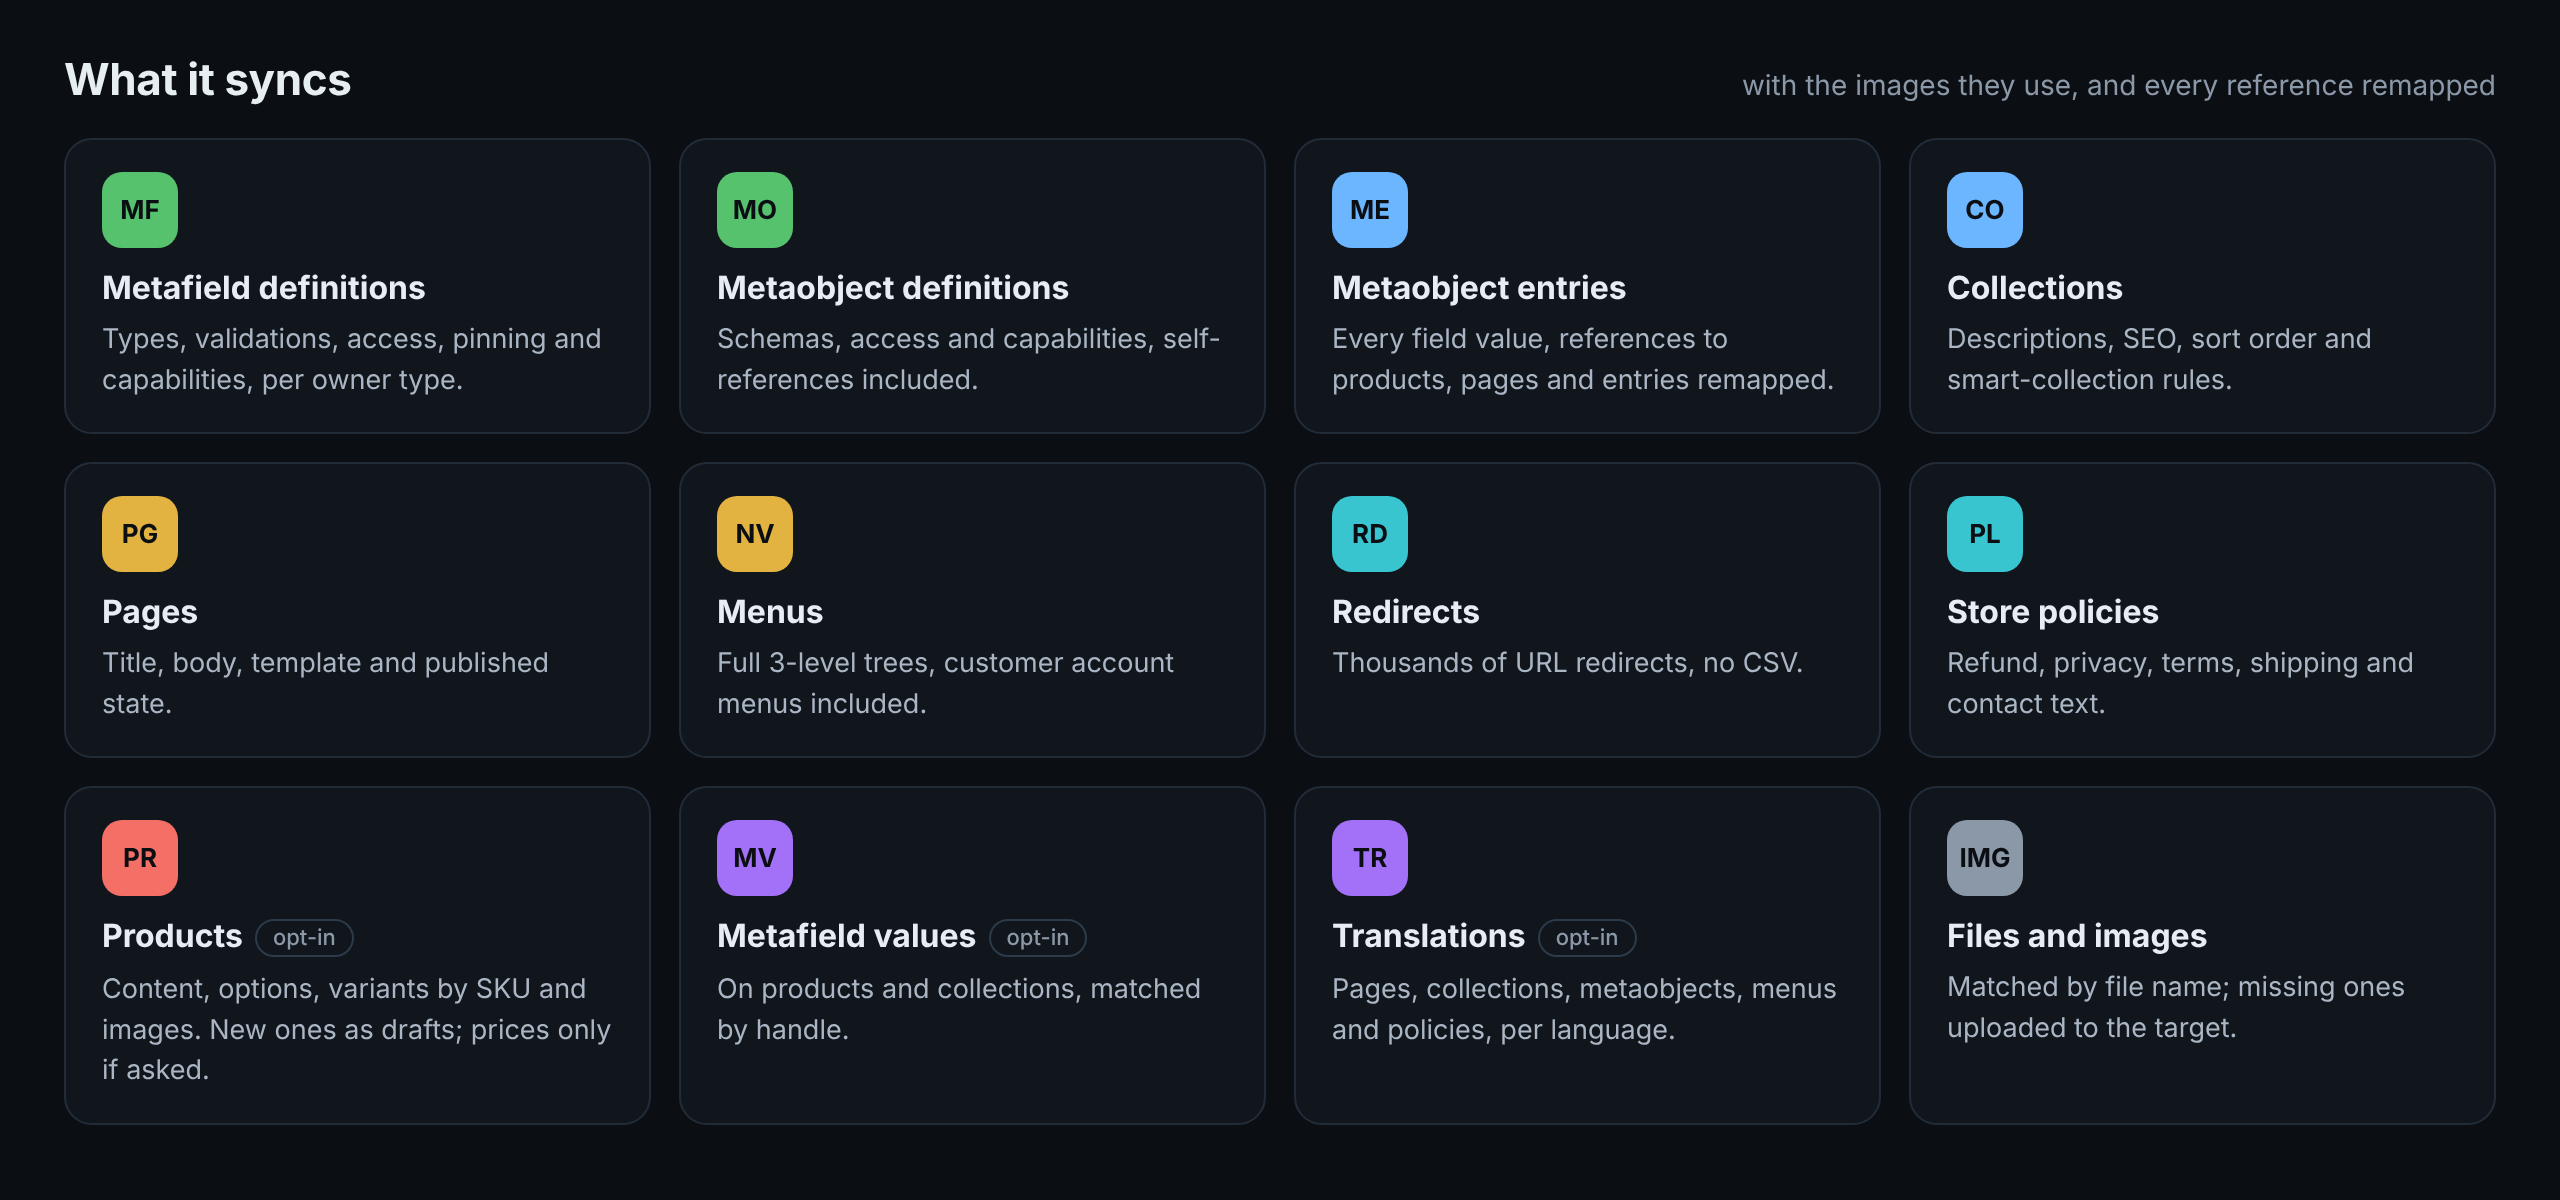 What it syncs
with the images they use, and every reference remapped
MF
Metafield definitions
Types, validations, access, pinning and
capabilities, per owner type.
MO
Metaobject definitions
Schemas, access and capabilities, self-
references included.
ME
Metaobject entries
Every field value, references to
products, pages and entries remapped.
CO
Collections
Descriptions, SEO, sort order and
smart-collection rules.
PG
Pages
Title, body, template and published
state.
NV
Menus
Full 3-level trees, customer account
menus included.
RD
Redirects
Thousands of URL redirects, no CSV.
PL
Store policies
Refund, privacy, terms, shipping and
contact text.
PR
Products opt-in
Content, options, variants by SKU and
images. New ones as drafts; prices only
if asked.
MV
Metafield values opt-in
On products and collections, matched
by handle.
TR
Translations opt-in
Pages, collections, metaobjects, menus
and policies, per language.
IMG
Files and images
Matched by file name; missing ones
uploaded to the target.